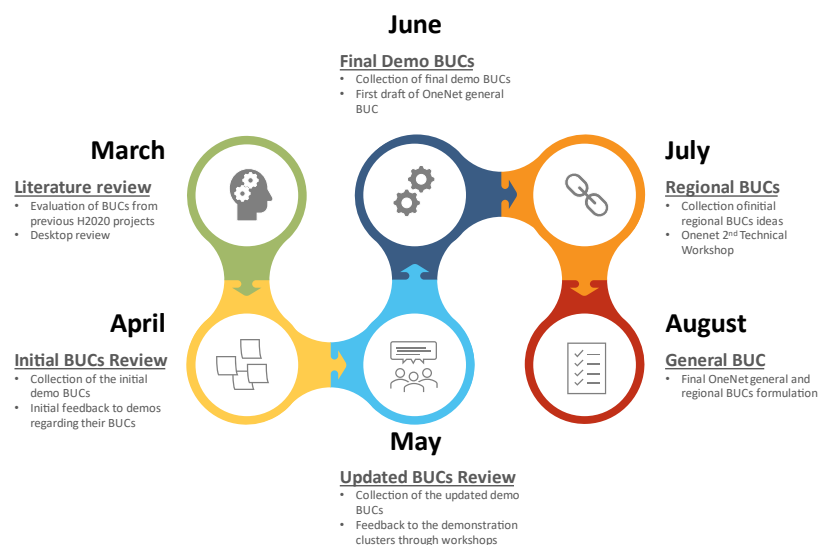 June
Final Demo BUCs
• Collection of final demo BUCs
• First draft of OneNet general
BUC
March
Literature review
• Evaluation of BUCs from
previous H2020 projects
• Desktop review
July
Regional BUCs
• Collection ofinitial
regional BUCs ideas
• Onenet 2nd Technical
Workshop
April
Initial BUCs Review
• Collection of the initial
demo BUCs
• Initial feedback to demos
regarding their BUCs
August
General BUC
• Final OneNet general and
regional BUCs formulation
May
Updated BUCs Review
• Collection of the updated demo
BUCs
• Feedback to the demonstration
clusters through workshops